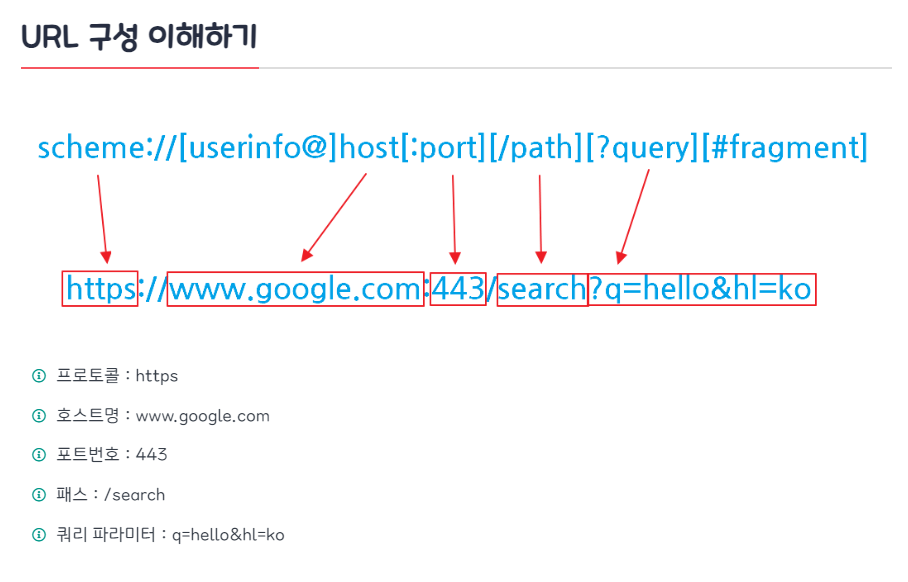 URL 구성 이해하기
scheme://[userinfo@]host[:port][/path][?query][#fragment]
https://www.google.com:443/search?q=hello&hl=ko
프로토콜 : https
호스트명 : www.google.com
포트번호 : 443
패스 : /search
쿼리 파라미터 : q=hello&hl=ko